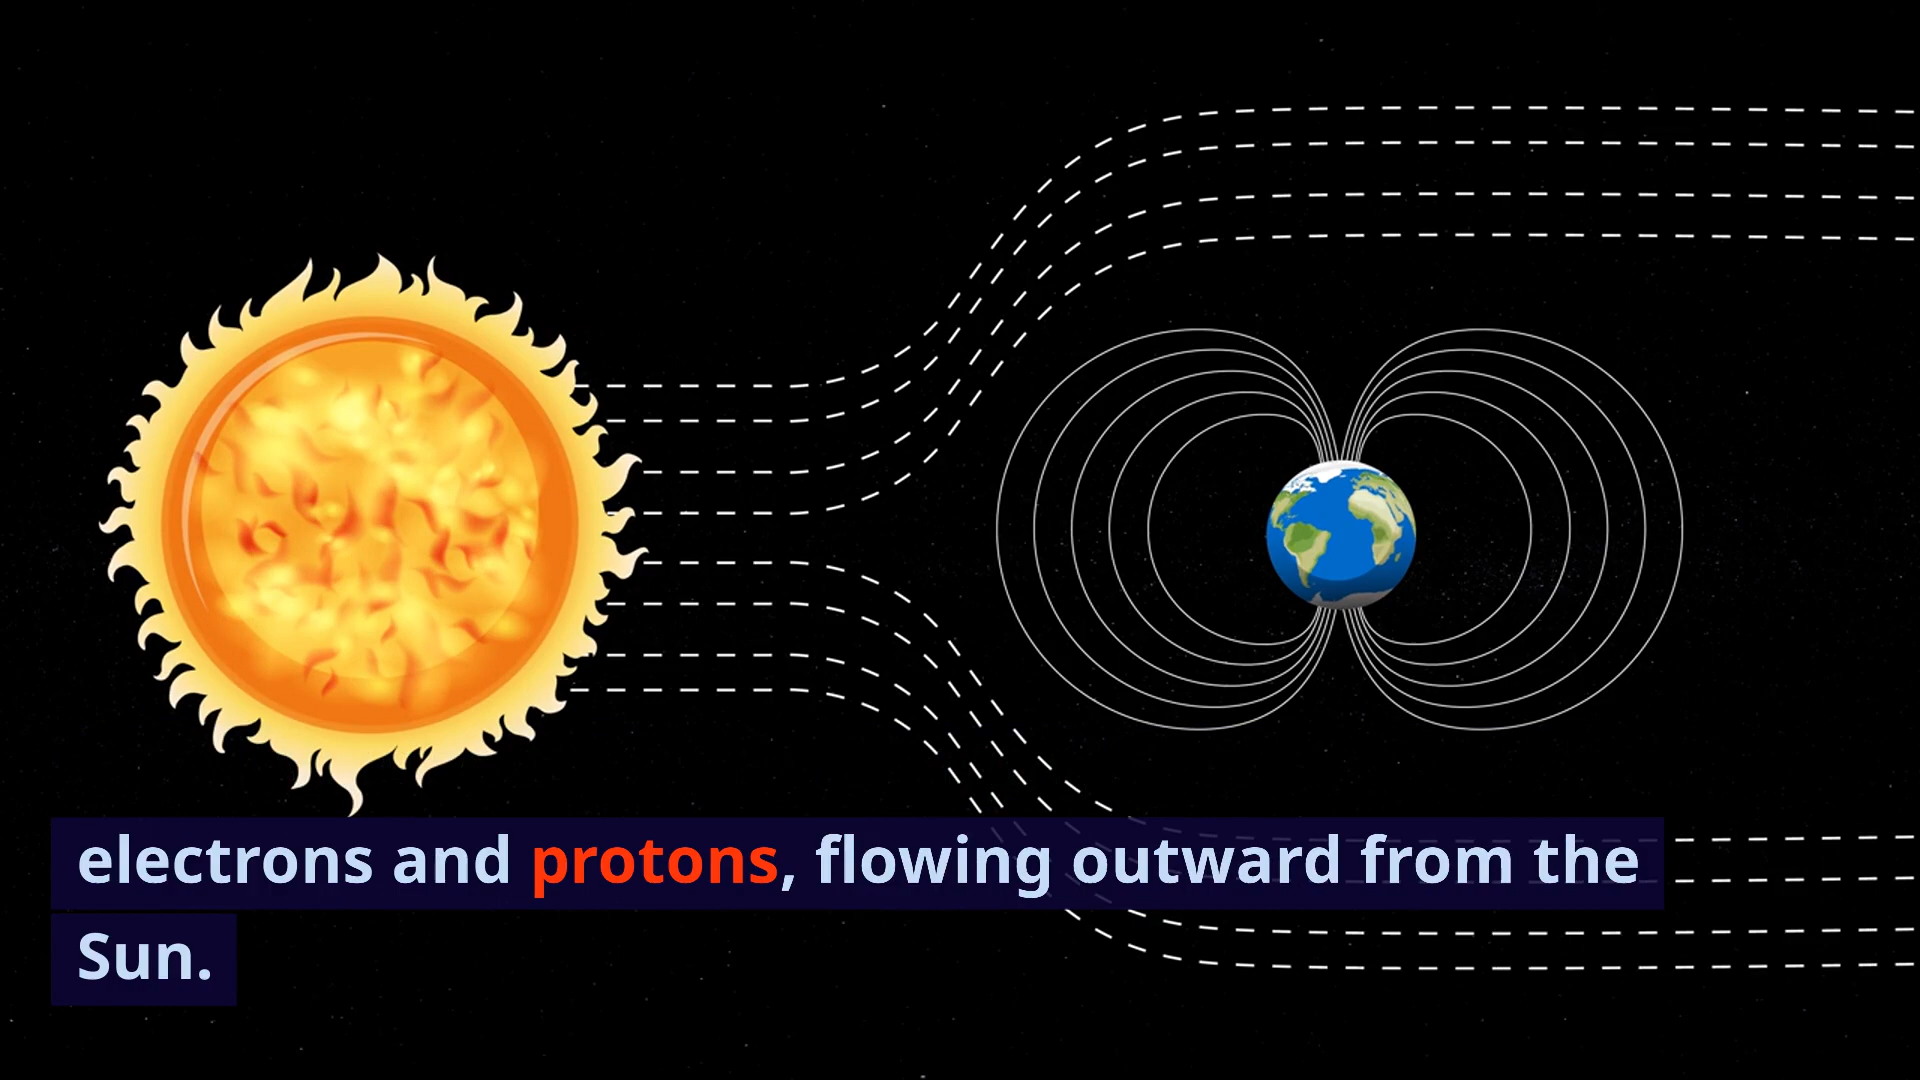 electrons and protons, flowing outward from the
Sun.